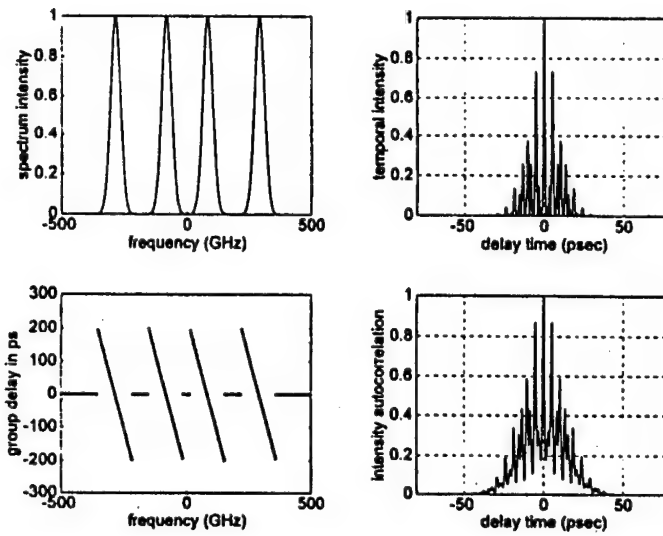 spectrum intensity
1
0.8
0.6
0.4
0.2
0
-500 0 500
frequency (GHz)
temporal intensity
1
0.8
0.6
0.4
0.2
0
-50 0 50
delay time (psec)
group delay in ps
300
200
100
0
-100
-200
-300
-500 0 500
frequency (GHz)
intensity autocorrelation
1
0.8
0.6
0.4
0.2
0
-50 0 50
delay time (psec)